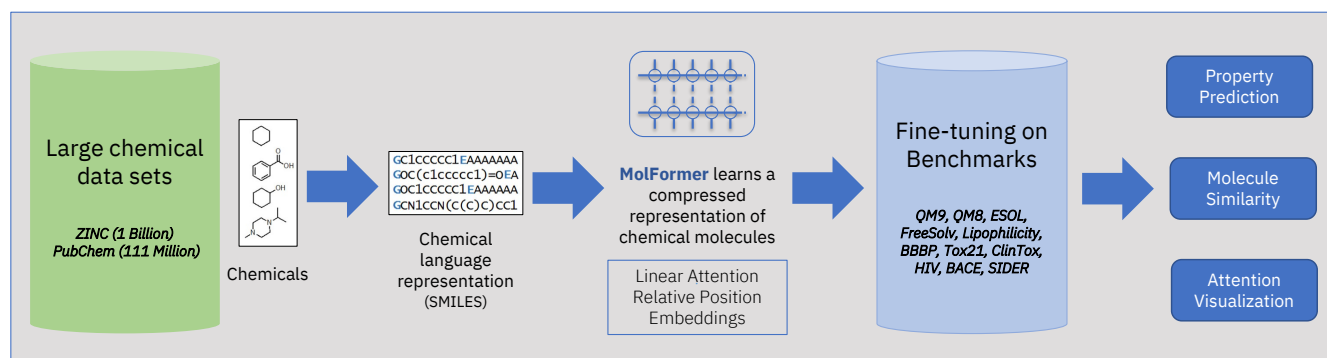 Large chemical
data sets
ZINC (1 Billion)
PubChem (111 Million)
OH
O
OH
N
N
Chemicals
GC1CCCCC1EAAAAAAA
GOC(c1ccccc1)=OEA
GOC1CCCCC1EAAAAAA
GCN1CCN(C(C)C)CC1
Chemical
language
representation
(SMILES)
MolFormer learns a
compressed
representation of
chemical molecules
Linear Attention
Relative Position
Embeddings
Fine-tuning on
Benchmarks
QM9, QM8, ESOL,
FreeSolv, Lipophilicity,
BBBP, Tox21, ClinTox,
HIV, BACE, SIDER
Property
Prediction
Molecule
Similarity
Attention
Visualization